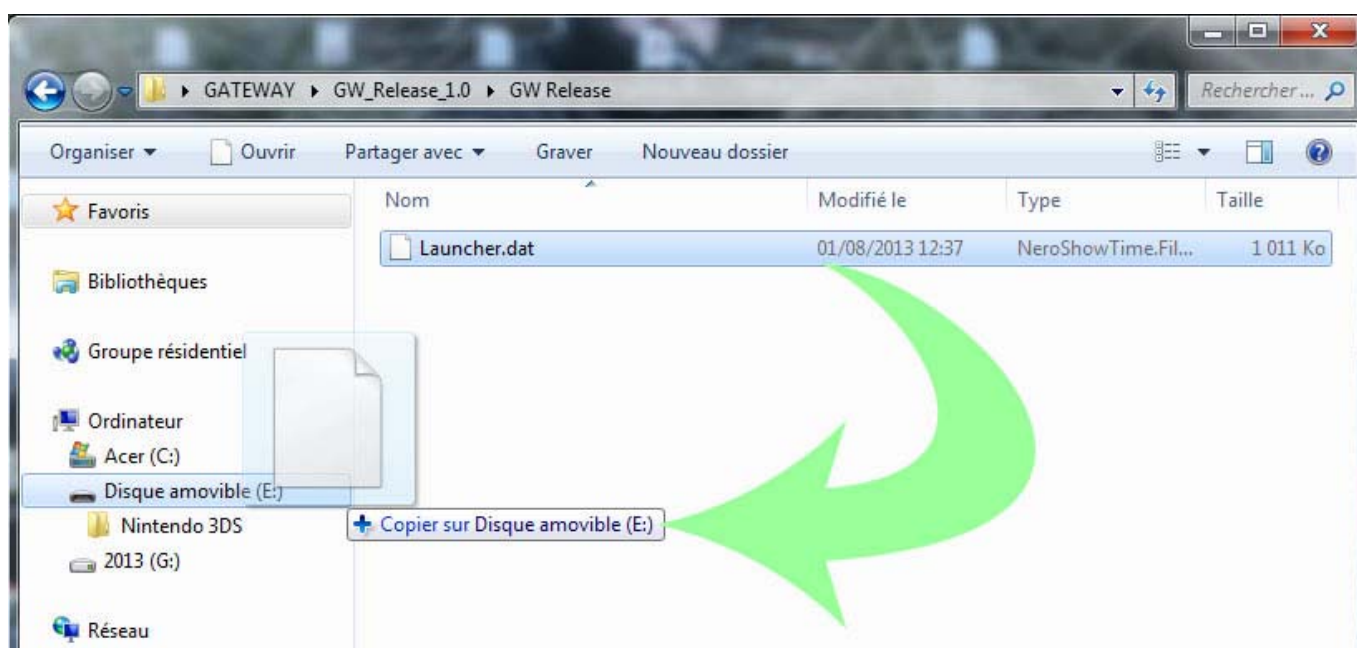 GATEWAY ▸ GW_Release_1.0 ▸ GW Release
Rechercher ...
Organiser ▾ Ouvrir Partager avec ▾ Graver Nouveau dossier
Favoris
Bibliothèques
Groupe résidentiel
Ordinateur
Acer (C:)
Disque amovible (E:)
Nintendo 3DS
2013 (G:)
Réseau
Nom Modifié le Type Taille
Launcher.dat 01/08/2013 12:37 NeroShowTime.Fil... 1 011 Ko
Copier sur Disque amovible (E:)